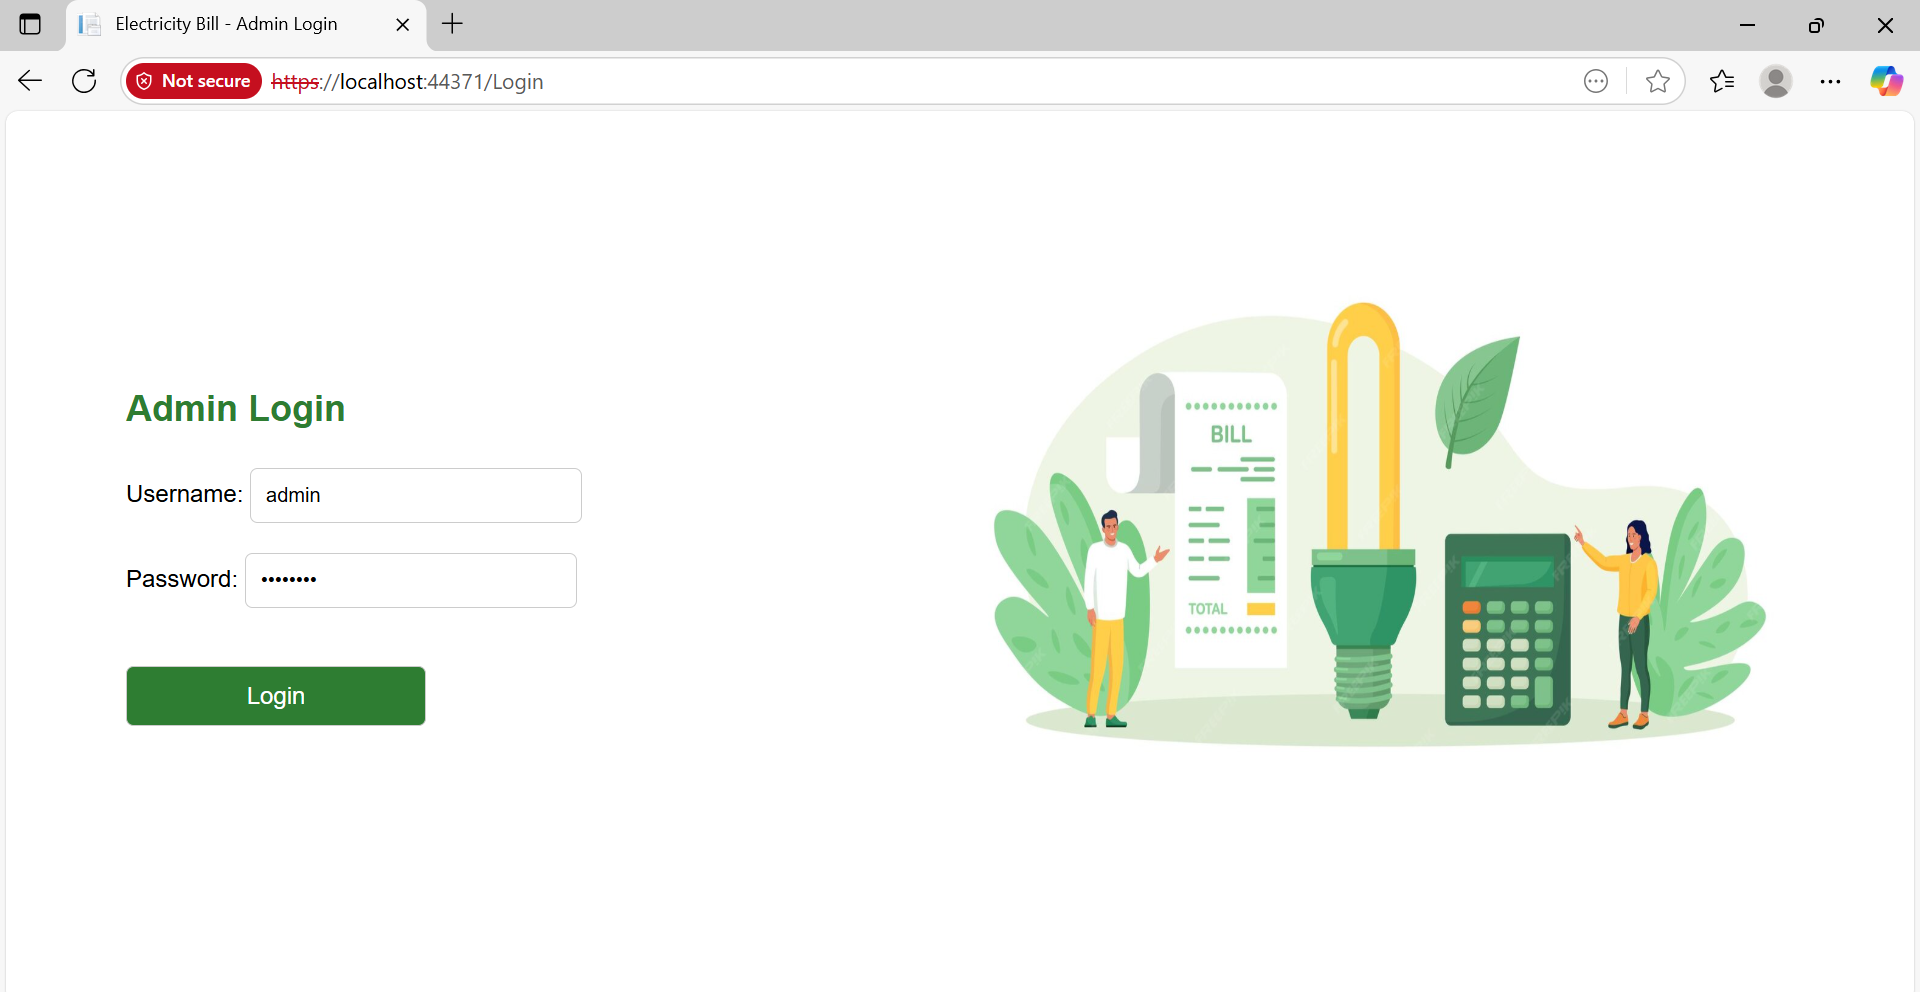 Electricity Bill - Admin Login
Not secure
https://localhost:44371/Login
Admin Login
Username: admin
Password: ••••••••
Login
BILL
TOTAL